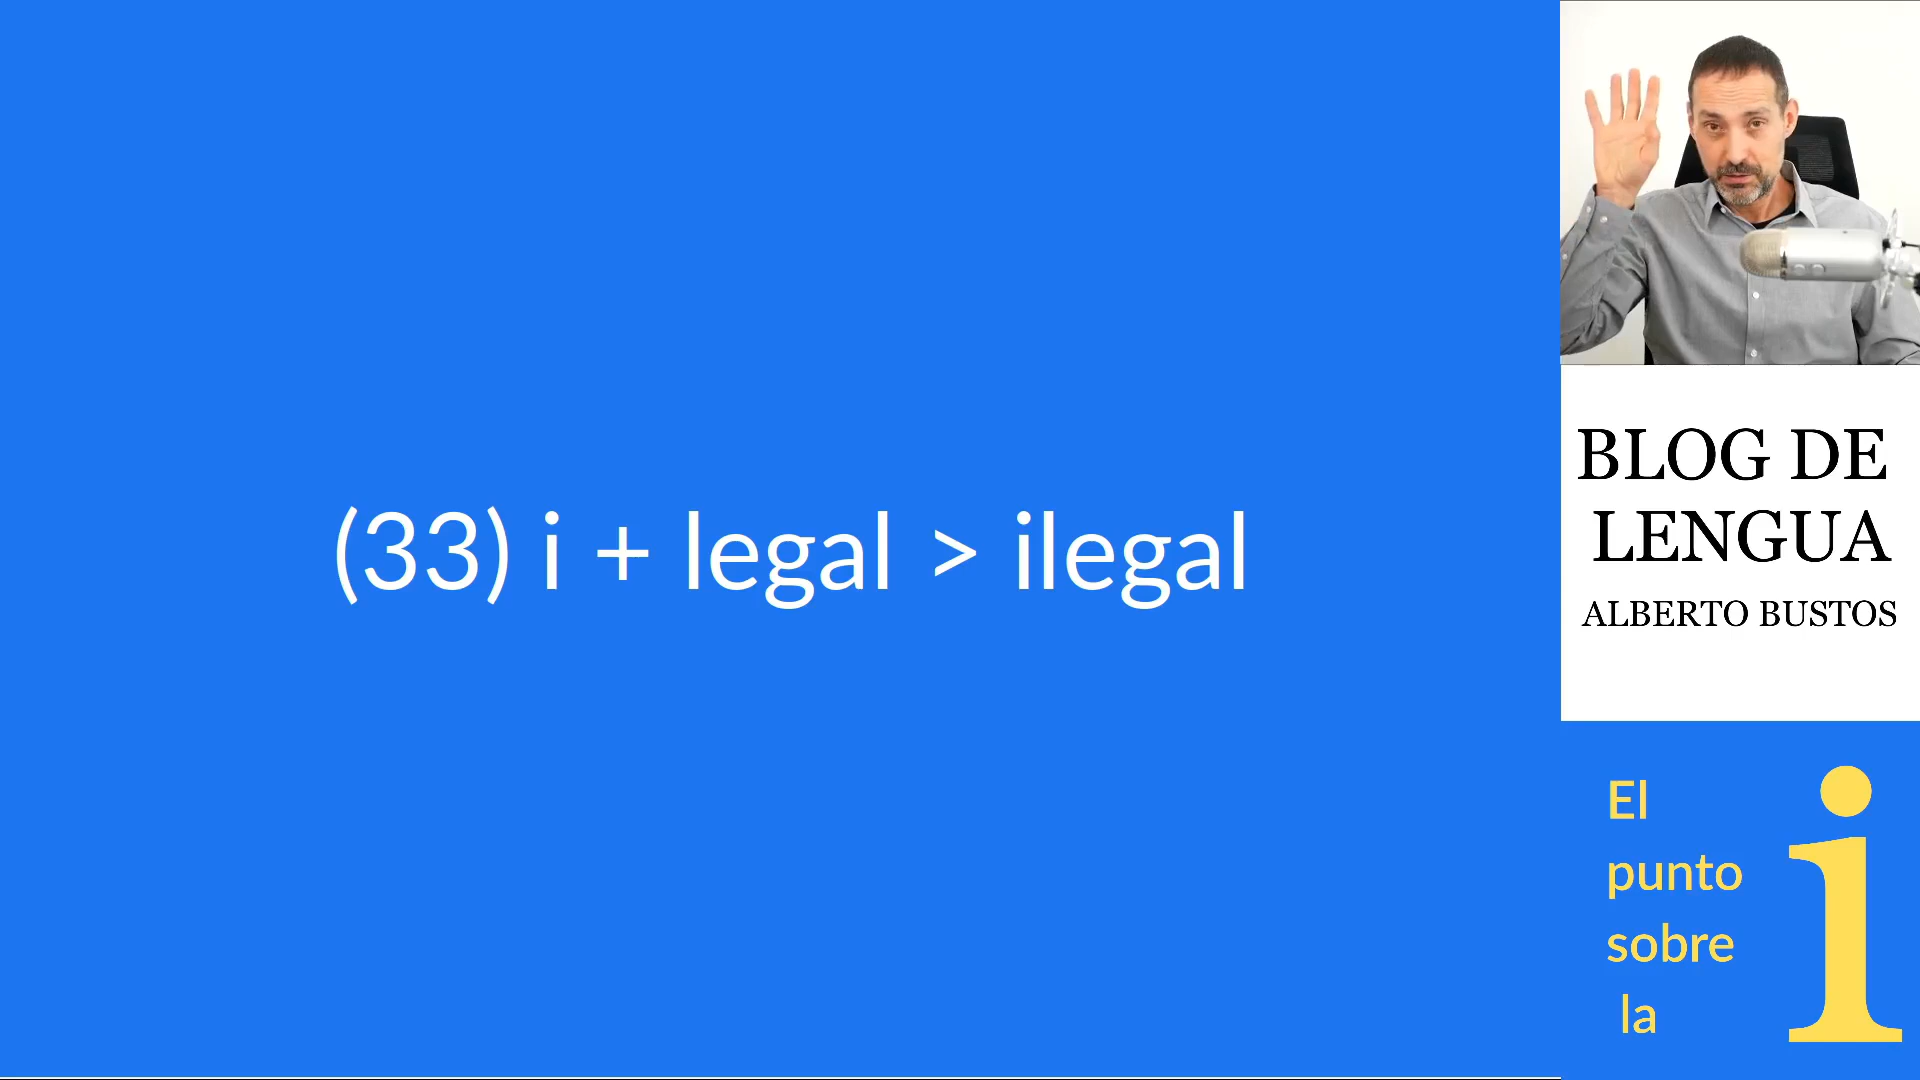 (33) i + legal > ilegal
BLOG DE
LENGUA
ALBERTO BUSTOS
El
punto
sobre
la
i